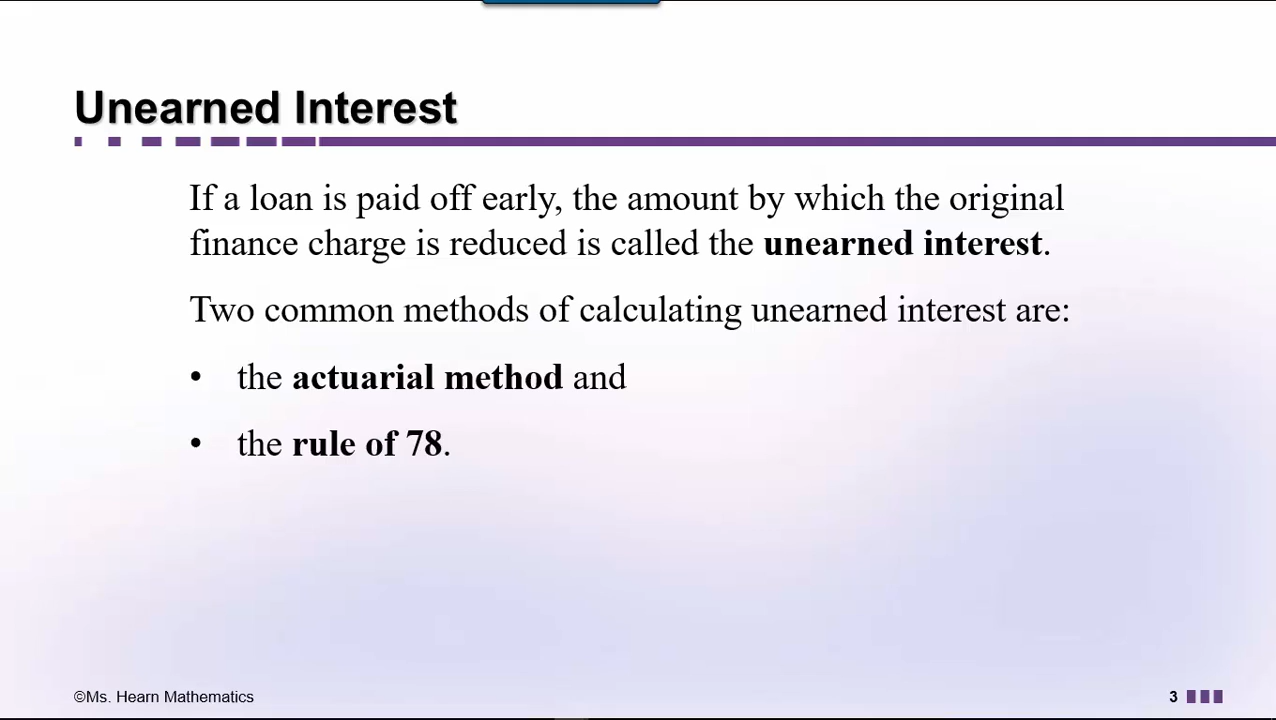 Unearned Interest
If a loan is paid off early, the amount by which the original
finance charge is reduced is called the unearned interest.
Two common methods of calculating unearned interest are:
• the actuarial method and
• the rule of 78.
©Ms. Hearn Mathematics
3